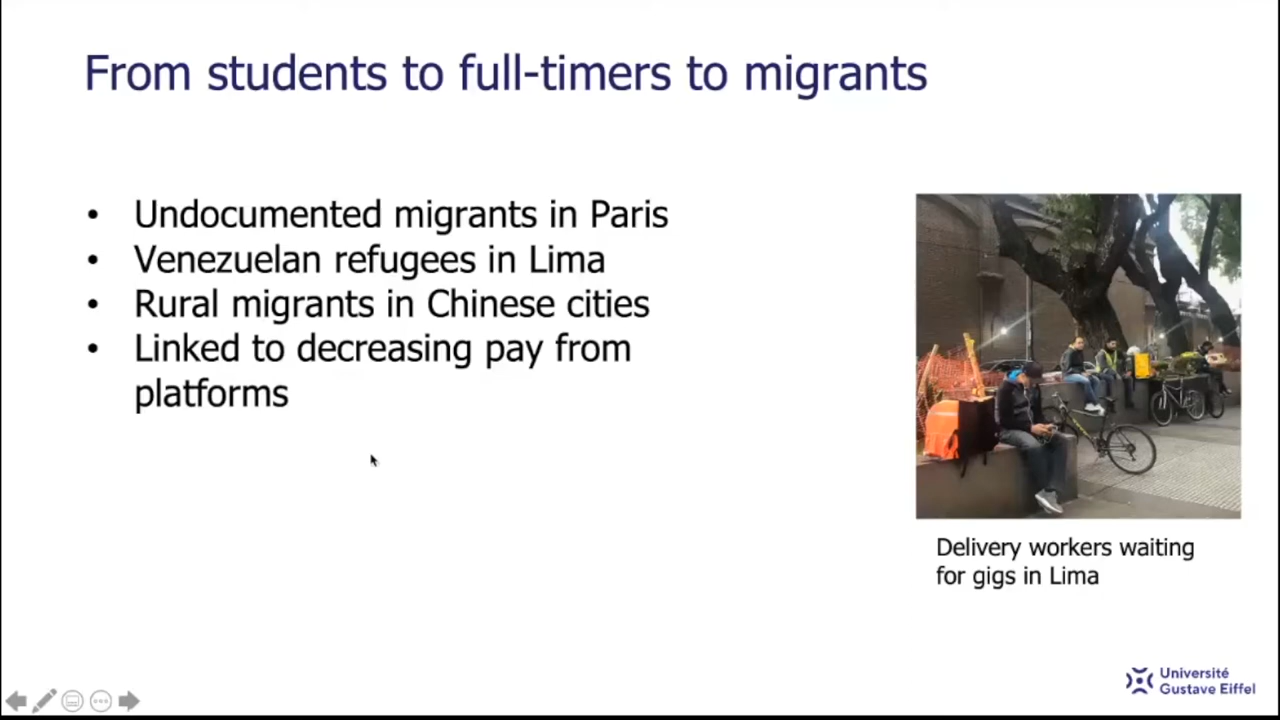 From students to full-timers to migrants
• Undocumented migrants in Paris
• Venezuelan refugees in Lima
• Rural migrants in Chinese cities
• Linked to decreasing pay from
platforms
Delivery workers waiting
for gigs in Lima
Université
Gustave Eiffel